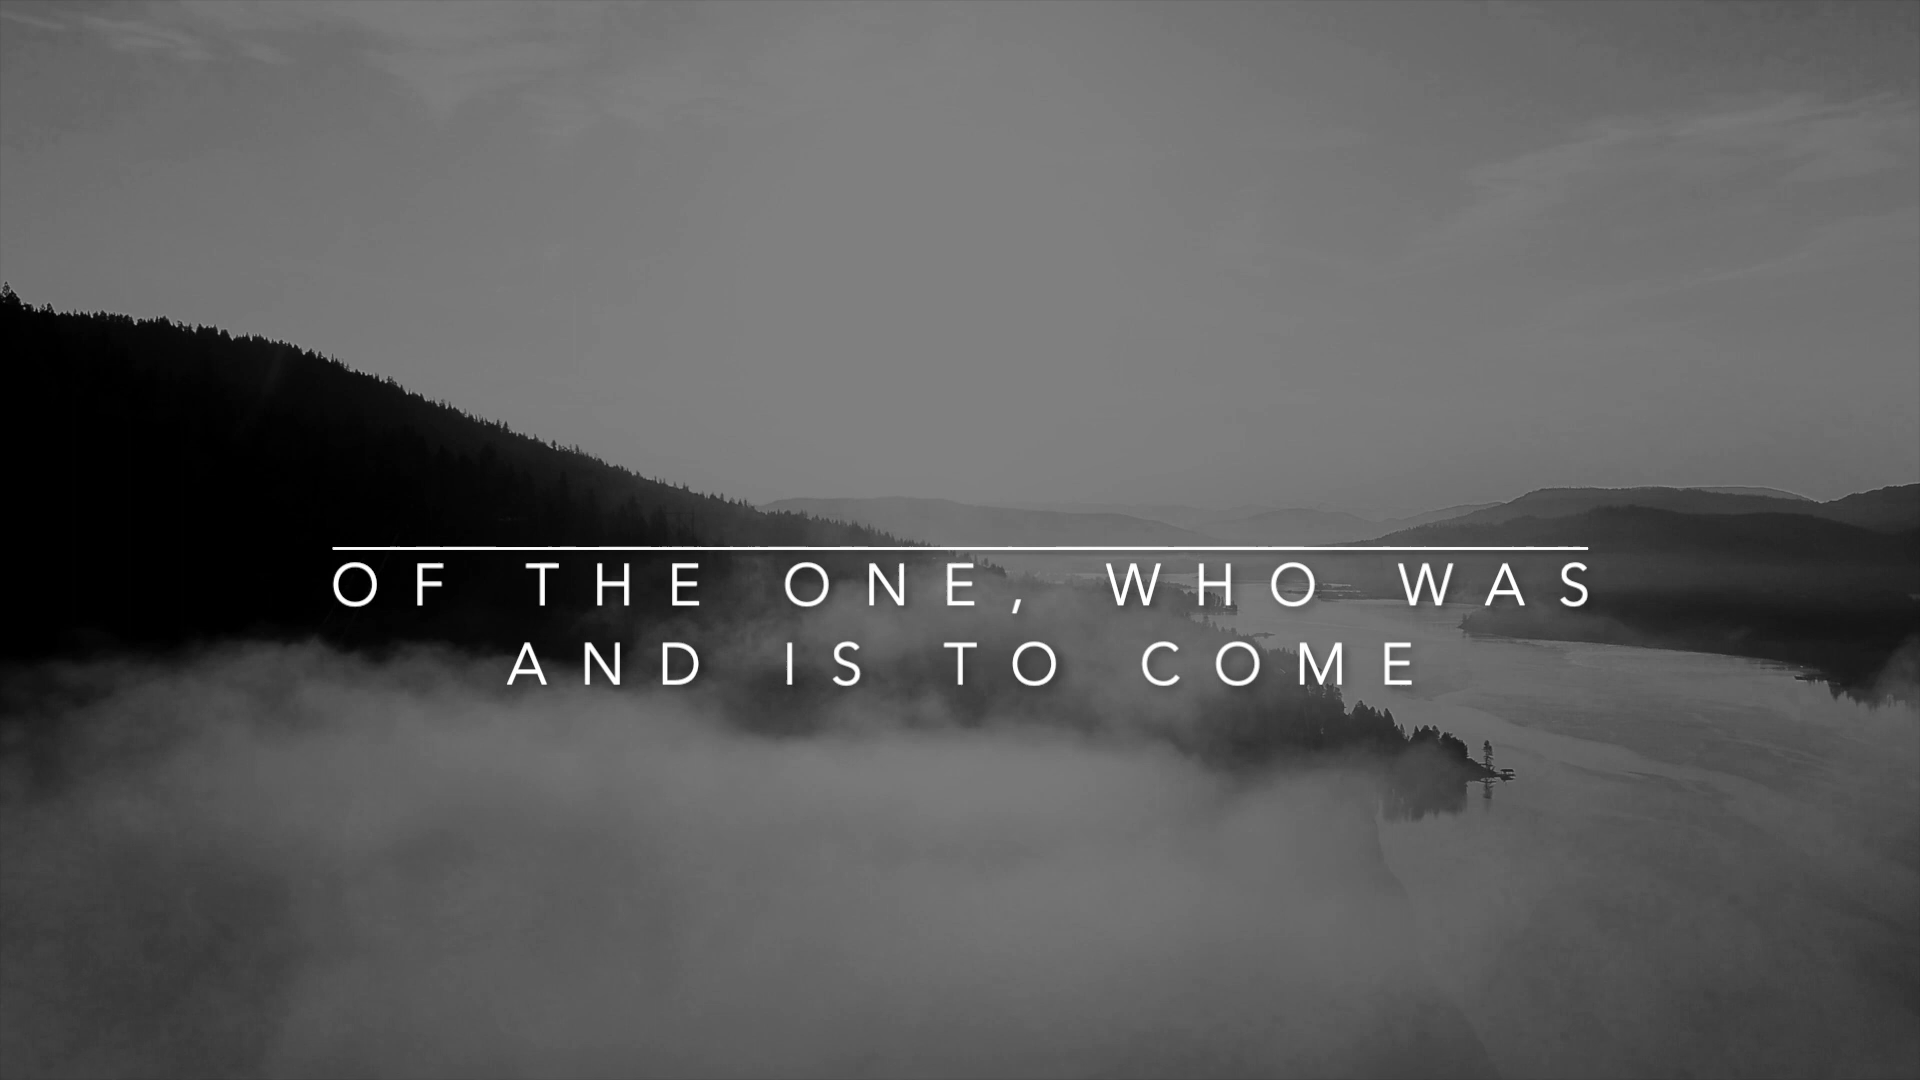 OF THE ONE, WHO WAS
AND IS TO COME